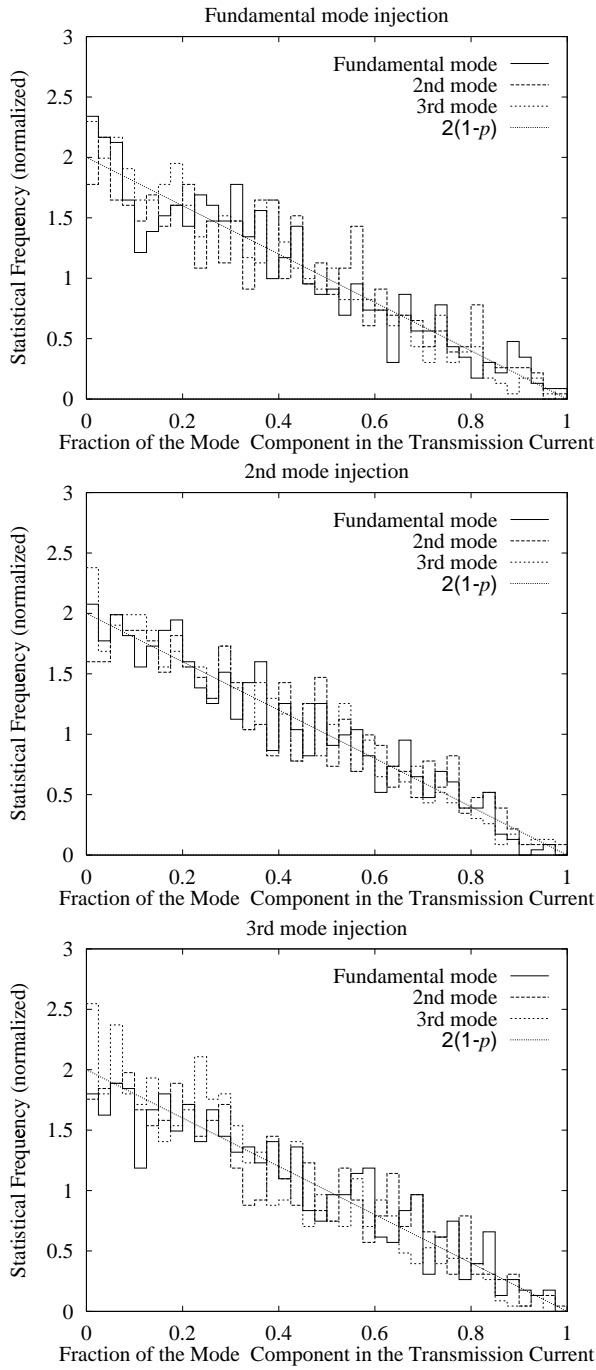 Fundamental mode injection
3
2.5
2
1.5
1
0.5
0
Statistical Frequency (normalized)
Fundamental mode
2nd mode
3rd mode
2(1-p)
0 0.2 0.4 0.6 0.8 1
Fraction of the Mode Component in the Transmission Current
2nd mode injection
3
2.5
2
1.5
1
0.5
0
Statistical Frequency (normalized)
Fundamental mode
2nd mode
3rd mode
2(1-p)
0 0.2 0.4 0.6 0.8 1
Fraction of the Mode Component in the Transmission Current
3rd mode injection
3
2.5
2
1.5
1
0.5
0
Statistical Frequency (normalized)
Fundamental mode
2nd mode
3rd mode
2(1-p)
0 0.2 0.4 0.6 0.8 1
Fraction of the Mode Component in the Transmission Current